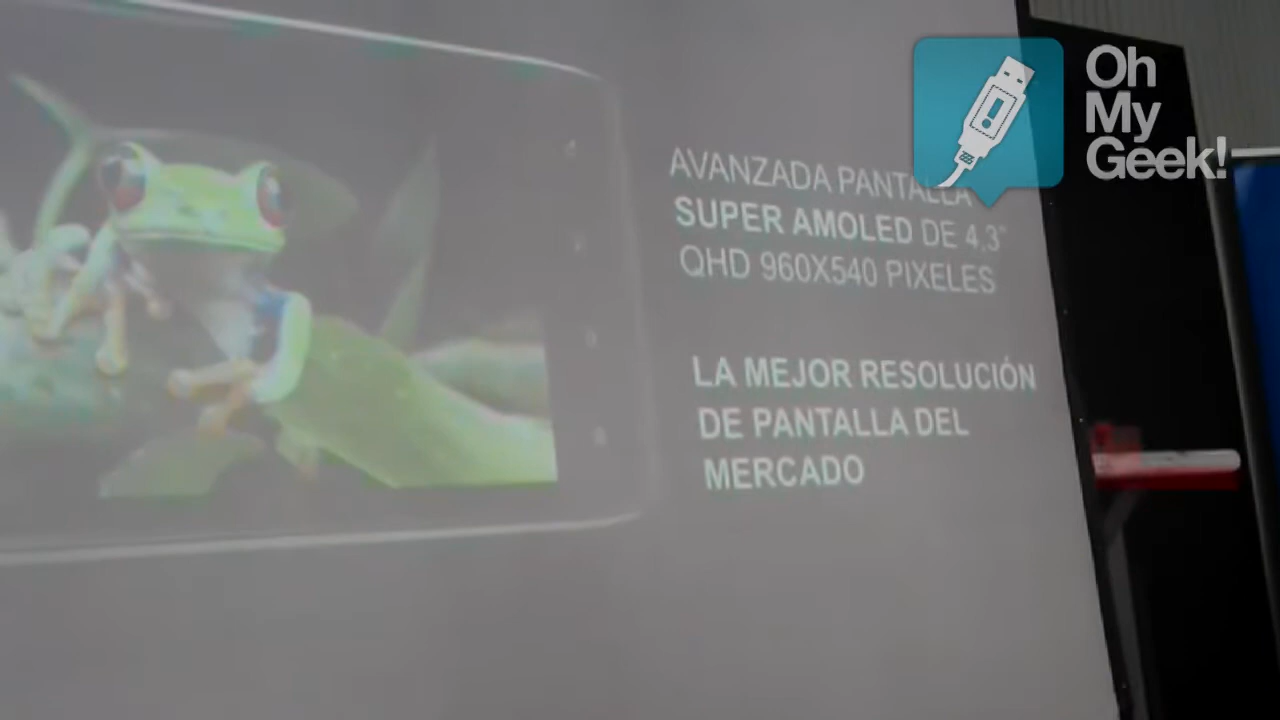 Oh
My
Geek!
AVANZADA PANTALLA
SUPER AMOLED DE 4,3"
QHD 960X540 PIXELES
LA MEJOR RESOLUCIÓN
DE PANTALLA DEL
MERCADO